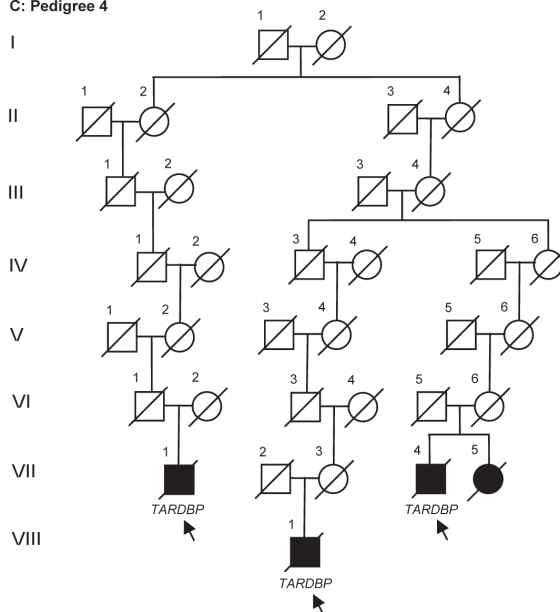 C: Pedigree 4
I
1 2
II
1 2 3 4
III
1 2 3 4
IV
1 2 3 4 5 6
V
1 2 3 4 5 6
VI
1 2 3 4 5 6
VII
1 2 3 4 5
TARDBP TARDBP
VIII
1
TARDBP